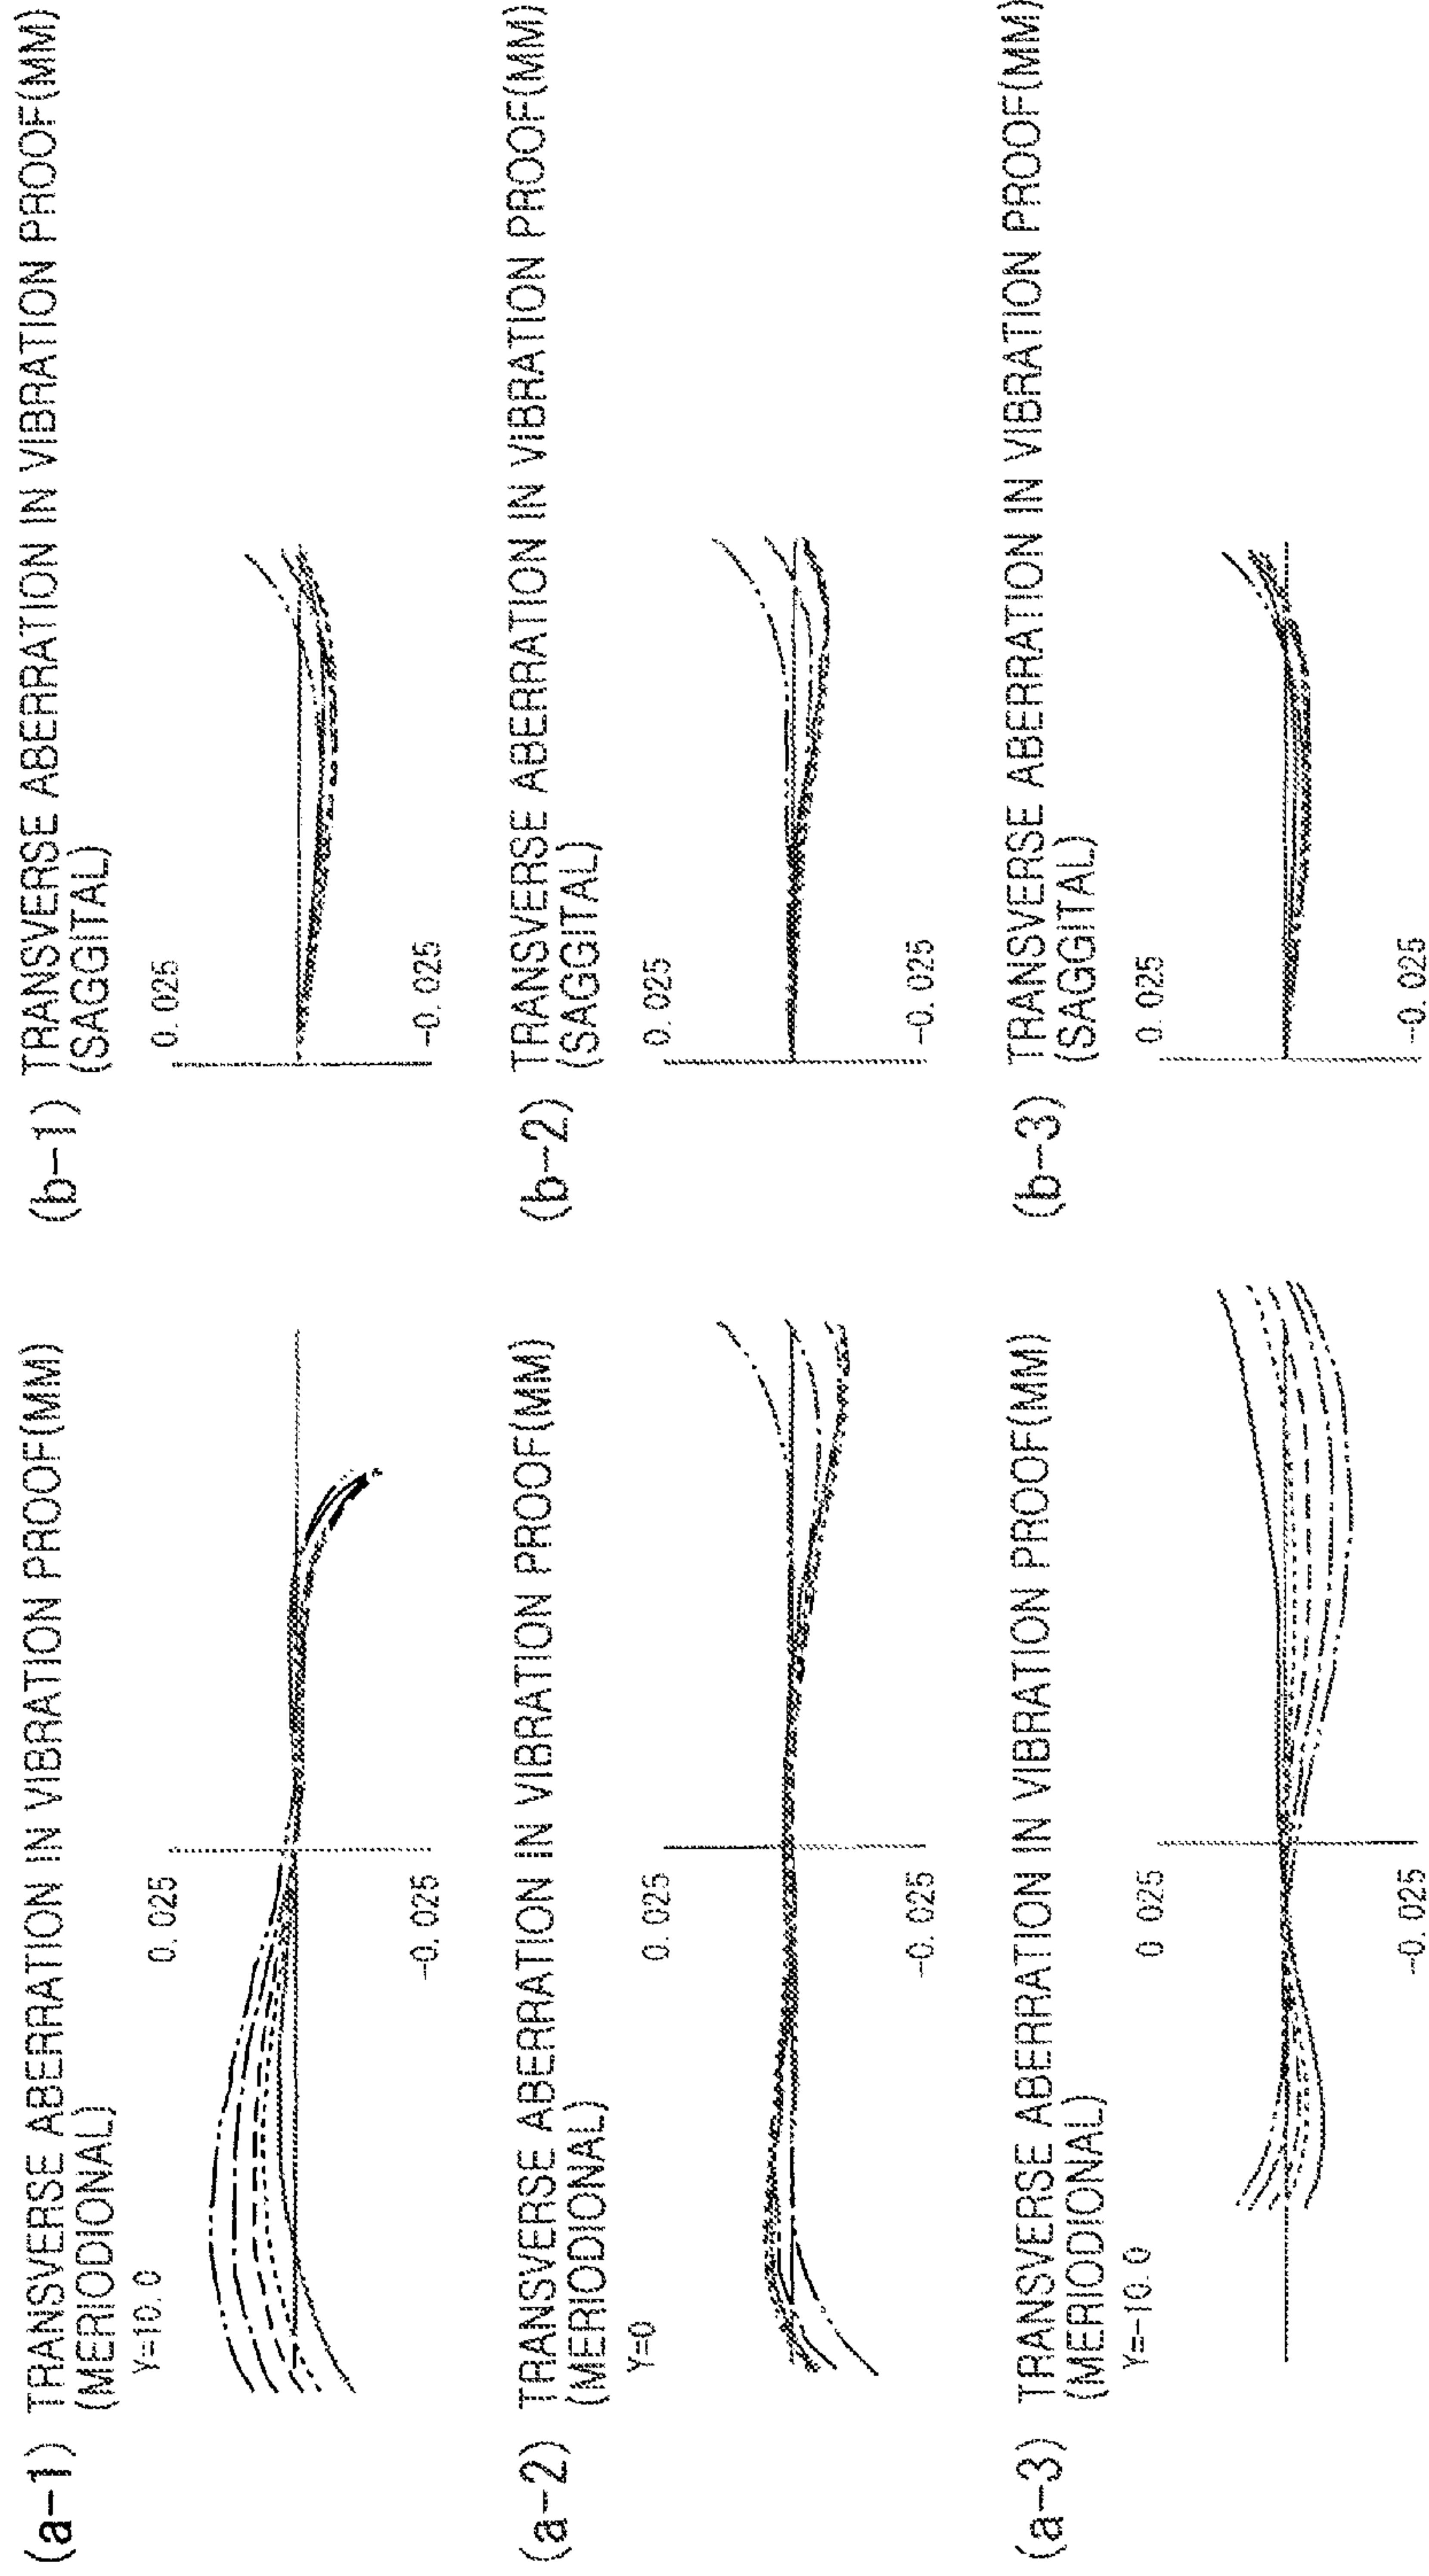 (a-1) TRANSVERSE ABERRATION IN VIBRATION PROOF(MM)
(MERIODIONAL)
Y=10.0
0.025
-0.025
(b-1) TRANSVERSE ABERRATION IN VIBRATION PROOF(MM)
(SAGGITAL)
0.025
-0.025
(a-2) TRANSVERSE ABERRATION IN VIBRATION PROOF(MM)
(MERIODIONAL)
Y=0
0.025
-0.025
(b-2) TRANSVERSE ABERRATION IN VIBRATION PROOF(MM)
(SAGGITAL)
0.025
-0.025
(a-3) TRANSVERSE ABERRATION IN VIBRATION PROOF(MM)
(MERIODIONAL)
Y=-10.0
0 025
-0.025
(b-3) TRANSVERSE ABERRATION IN VIBRATION PROOF(MM)
(SAGGITAL)
0.025
-0.025